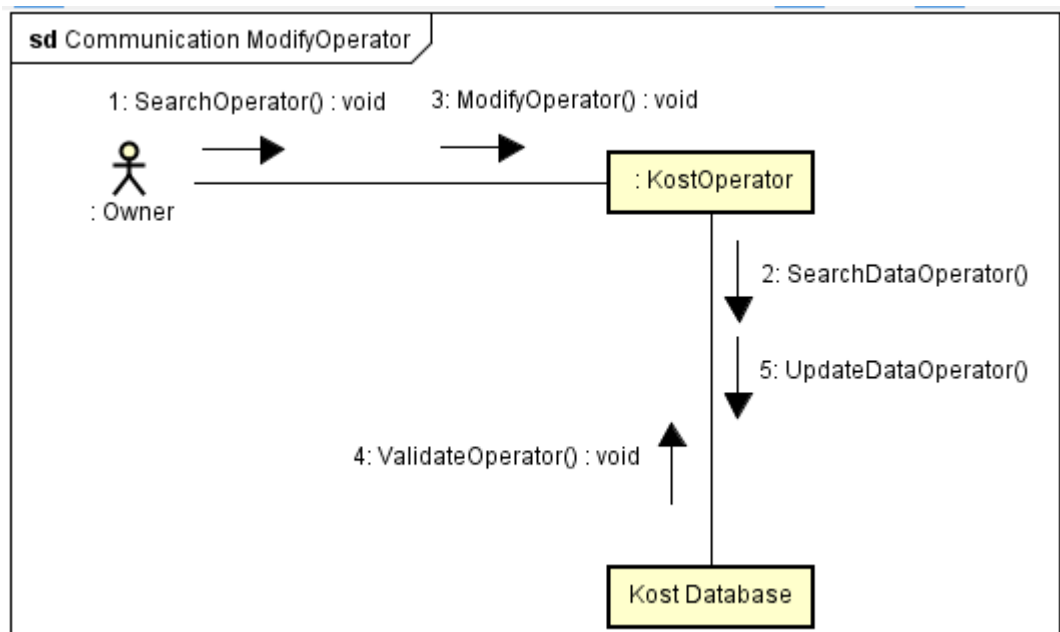 sd Communication ModifyOperator
1: SearchOperator() : void
3: ModifyOperator() : void
: Owner
: KostOperator
2: SearchDataOperator()
5: UpdateDataOperator()
4: ValidateOperator() : void
Kost Database